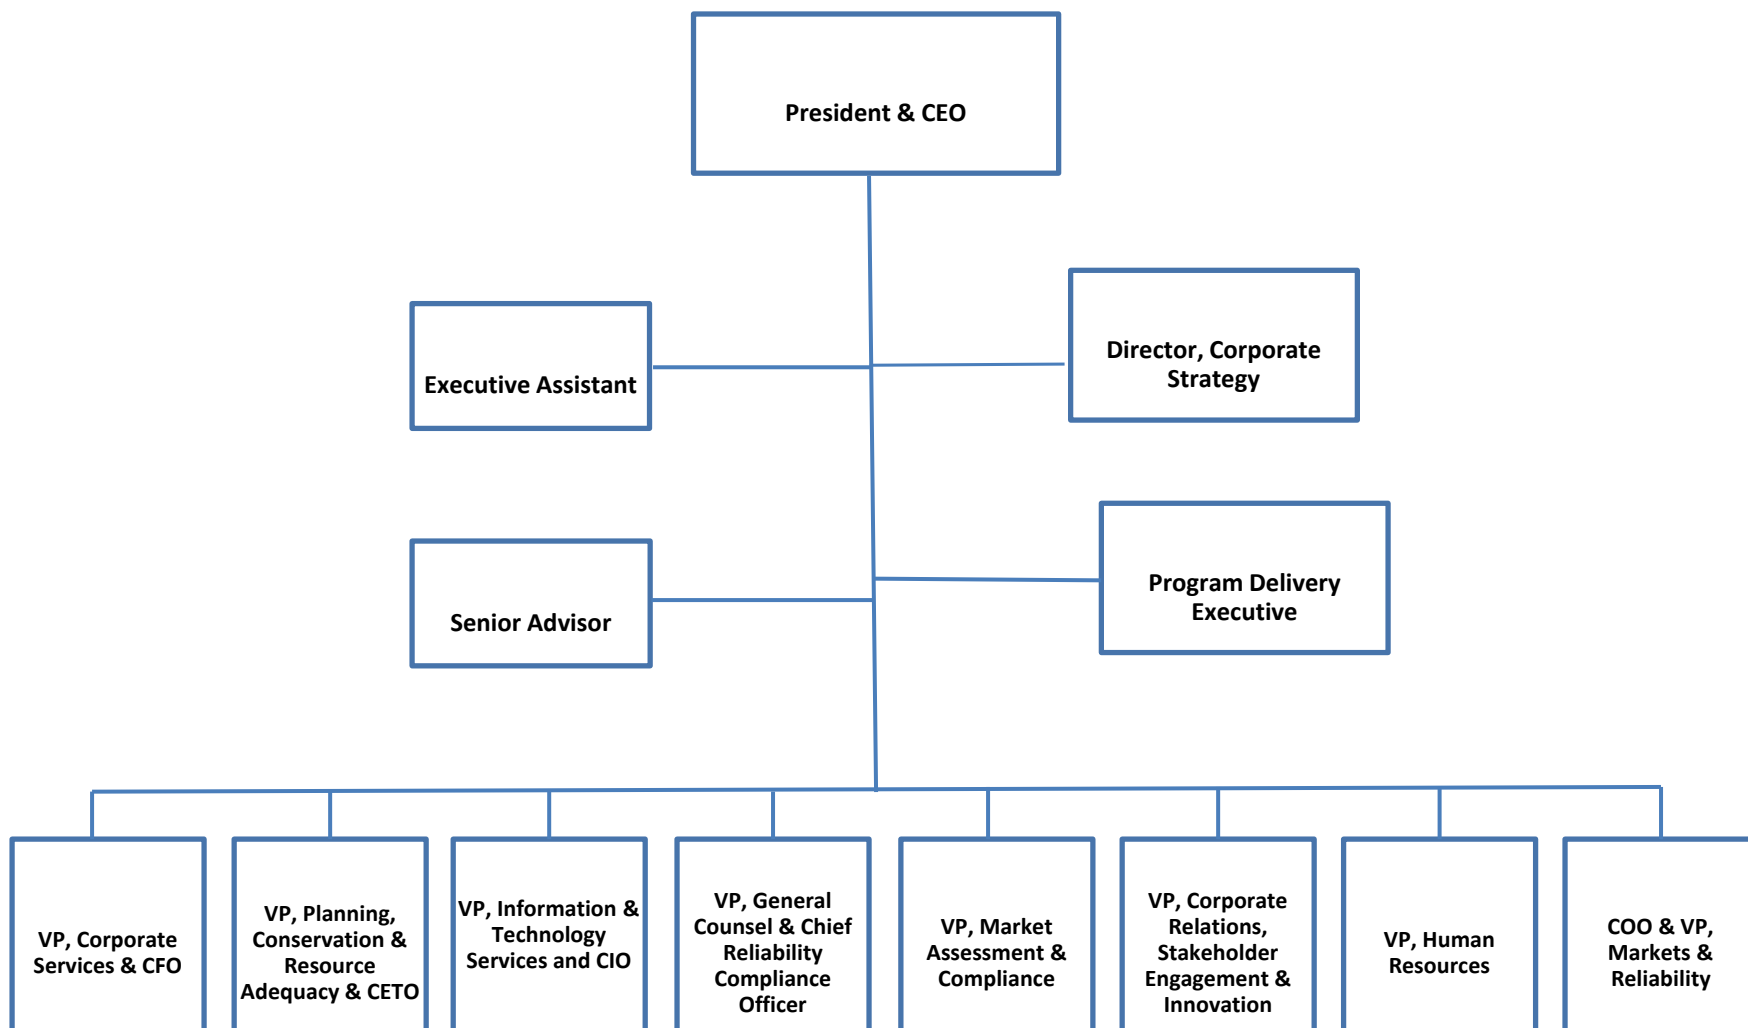 President & CEO
Executive Assistant
Director, Corporate
Strategy
Senior Advisor
Program Delivery
Executive
VP, Corporate
Services & CFO
VP, Planning,
Conservation &
Resource
Adequacy & CETO
VP, Information &
Technology
Services and CIO
VP, General
Counsel & Chief
Reliability
Compliance
Officer
VP, Market
Assessment &
Compliance
VP, Corporate
Relations,
Stakeholder
Engagement &
Innovation
VP, Human
Resources
COO & VP,
Markets &
Reliability